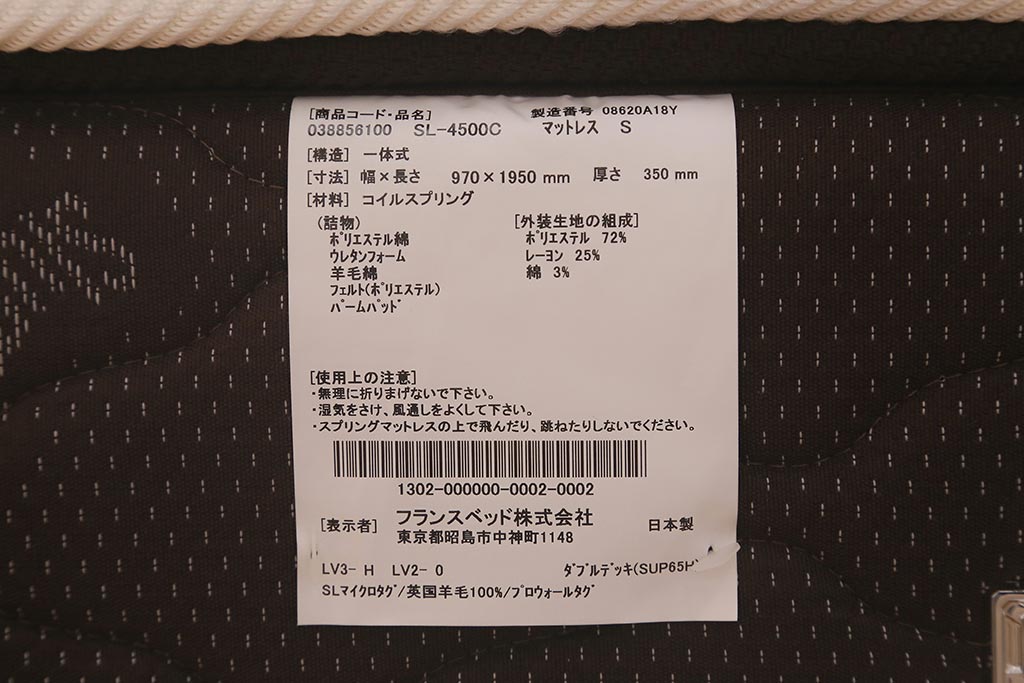 [商品コード・品名] 製造番号 08620A18Y
038856100 SL-4500C マットレス S
[構造] 一体式
[寸法] 幅×長さ 970×1950 mm 厚さ 350 mm
[材料] コイルスプリング
(詰物) [外装生地の組成]
ポリエステル綿 ポリエステル 72%
ウレタンフォーム レーヨン 25%
羊毛綿 綿 3%
フェルト(ポリエステル)
パームパッド
[使用上の注意]
・無理に折りまげないで下さい。
・湿気をさけ、風通しをよくして下さい。
・スプリングマットレスの上で飛んだり、跳ねたりしないでください。
1302-000000-0002-0002
[表示者] フランスベッド株式会社 日本製
東京都昭島市中神町1148
LV3- H LV2- 0 ダブルデッキ(SUP65H)
SLマイクロタグ/英国羊毛100%/プロウォールタグ